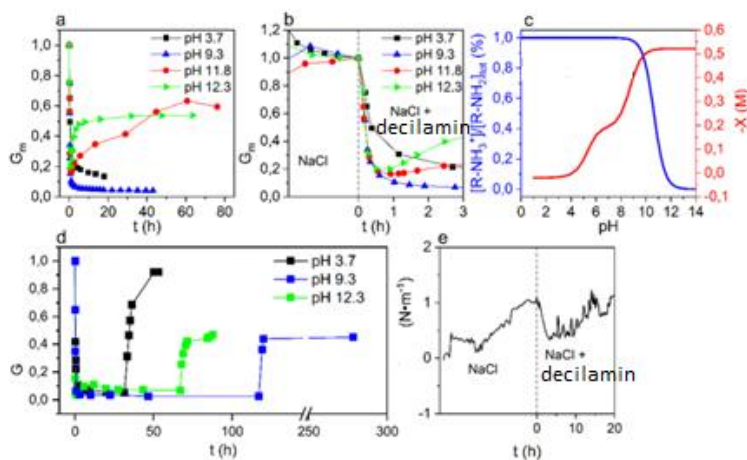 a
1,0
0,8
0,6
0,4
0,2
0,0
Gm
pH 3.7
pH 9.3
pH 11.8
pH 12.3
0 20 40 60 80
t (h)
b
1,0
0,8
0,6
0,4
0,2
0,0
Gm
pH 3.7
pH 9.3
pH 11.8
pH 12.3
NaCl
NaCl +
decilamin
0 1 2 3
t (h)
c
[R-NH3+]/[R-NH2]tot (%)
1,0
0,8
0,6
0,4
0,2
0,0
0 2 6 10 14
pH
0,6
0,5
0,4
0,3
0,2
0,1
0,0
-0,1
-X (M)
d
1,0
0,8
0,6
0,4
0,2
0,0
G
pH 3.7
pH 9.3
pH 12.3
0 50 100 250 300
t (h)
e
2
1
0
-1
(N•m⁻¹)
NaCl
NaCl +
decilamin
0 10 20
t (h)